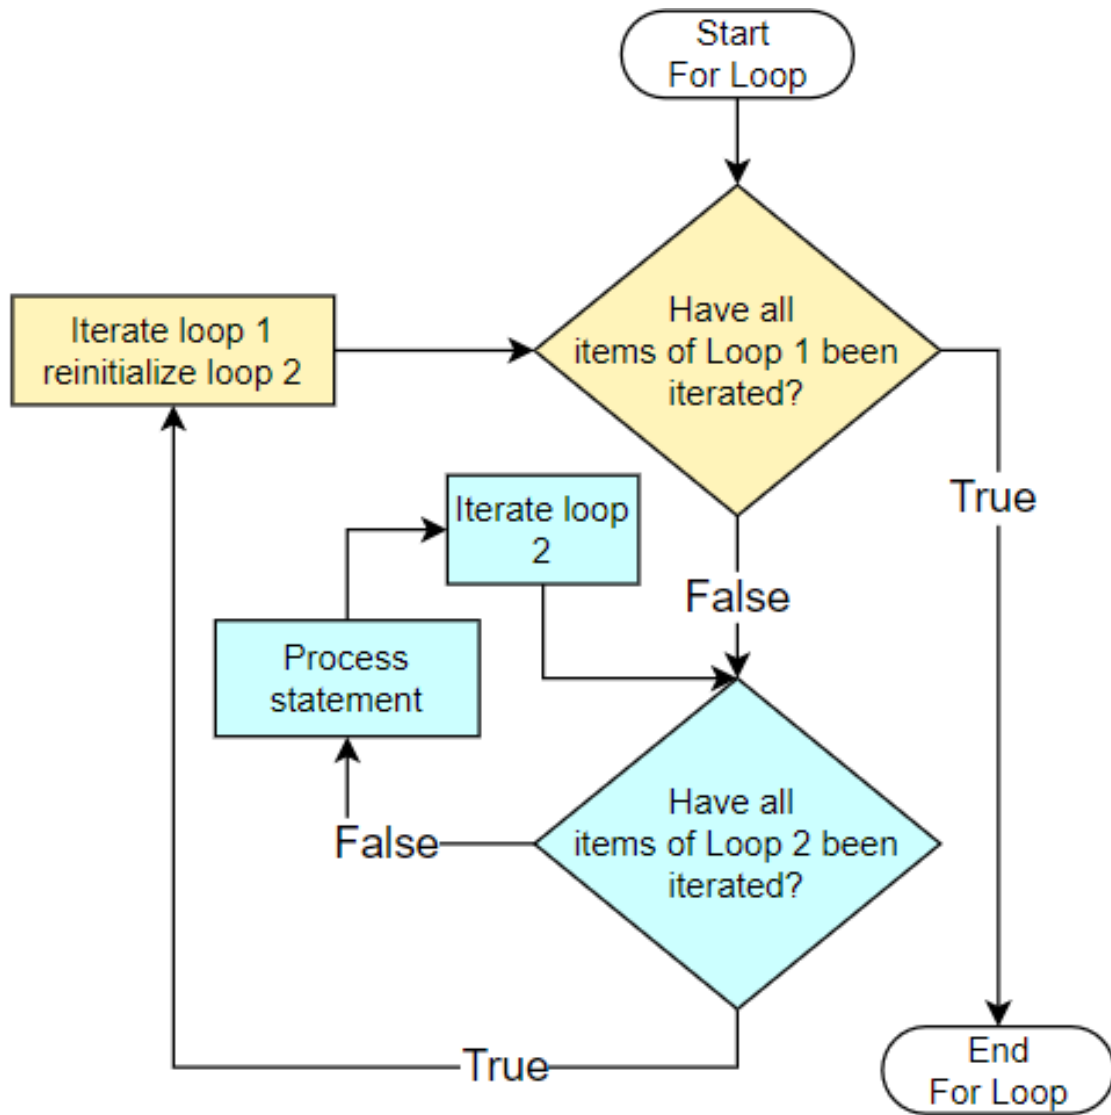 Start
For Loop
Have all
items of Loop 1 been
iterated?
Iterate loop 1
reinitialize loop 2
True
Iterate loop
2
False
Process
statement
Have all
items of Loop 2 been
iterated?
False
True
End
For Loop